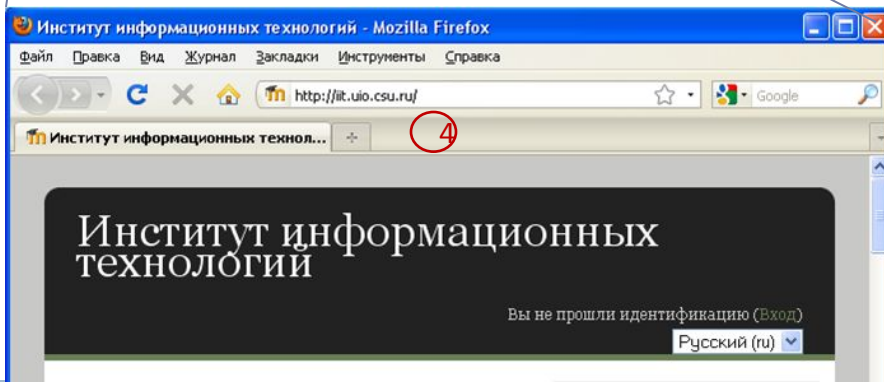 Институт информационных технологий - Mozilla Firefox
Файл Правка Вид Журнал Закладки Инструменты Справка
http://iit.uio.csu.ru/ Google
Институт информационных технол...
4
Институт информационных
технологий
Вы не прошли идентификацию (Вход)
Русский (ru)